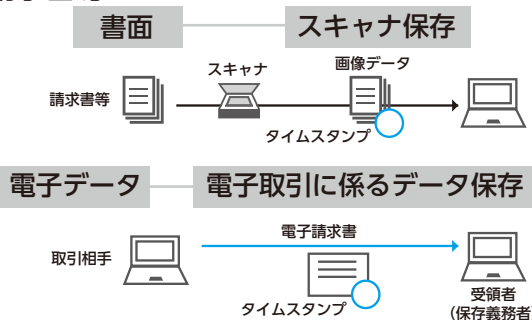 書面
スキャナ保存
スキャナ
画像データ
請求書等
タイムスタンプ
電子データ
電子取引に係るデータ保存
電子請求書
取引相手
タイムスタンプ
受領者
(保存義務者)